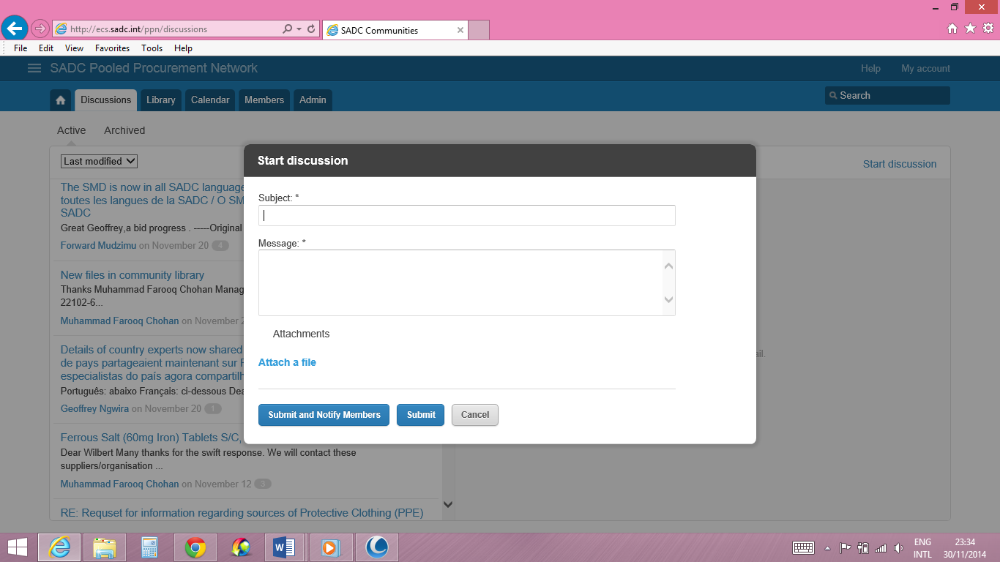 http://ecs.sadc.int/ppn/discussions
SADC Communities
File Edit View Favorites Tools Help
SADC Pooled Procurement Network
Help My account
Discussions Library Calendar Members Admin
Search
Active Archived
Last modified
Start discussion
The SMD is now in all SADC language
toutes les langues de la SADC / O SM
SADC
Great Geoffrey,a bid progress . -----Original
Forward Mudzimu on November 20 4
New files in community library
Thanks Muhammad Farooq Chohan Manag
22102-6...
Muhammad Farooq Chohan on November 2
Details of country experts now shared
de pays partageaient maintenant sur
especialistas do país agora compartilh
Português: abaixo Français: ci-dessous Dea
Geoffrey Ngwira on November 20 1
Ferrous Salt (60mg Iron) Tablets S/C,
Dear Wilbert Many thanks for the swift response. We will contact these
suppliers/organisation ...
Muhammad Farooq Chohan on November 12 3
RE: Requset for information regarding sources of Protective Clothing (PPE)
Start discussion
Subject: *
Message: *
Attachments
Attach a file
Submit and Notify Members Submit Cancel
ail.
ENG
INTL
23:34
30/11/2014